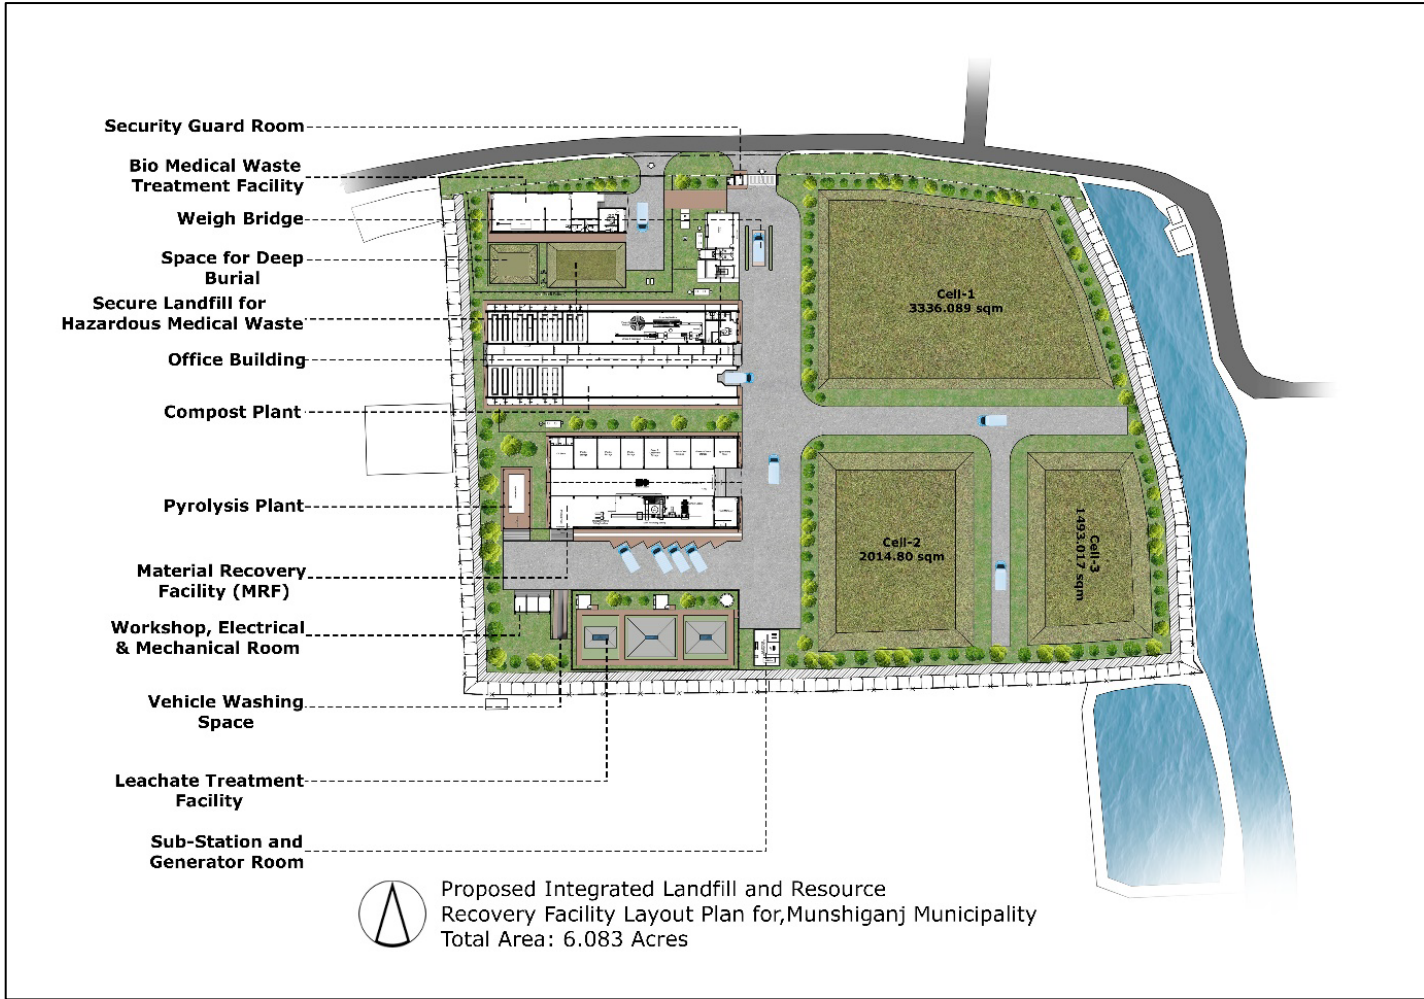 Security Guard Room
Bio Medical Waste
Treatment Facility
Weigh Bridge
Space for Deep
Burial
Secure Landfill for
Hazardous Medical Waste
Office Building
Compost Plant
Pyrolysis Plant
Material Recovery
Facility (MRF)
Workshop, Electrical
& Mechanical Room
Vehicle Washing
Space
Leachate Treatment
Facility
Sub-Station and
Generator Room
Cell-1
3336.089 sqm
Cell-2
2014.80 sqm
Cell-3
1493.017 sqm
Proposed Integrated Landfill and Resource
Recovery Facility Layout Plan for,Munshiganj Municipality
Total Area: 6.083 Acres